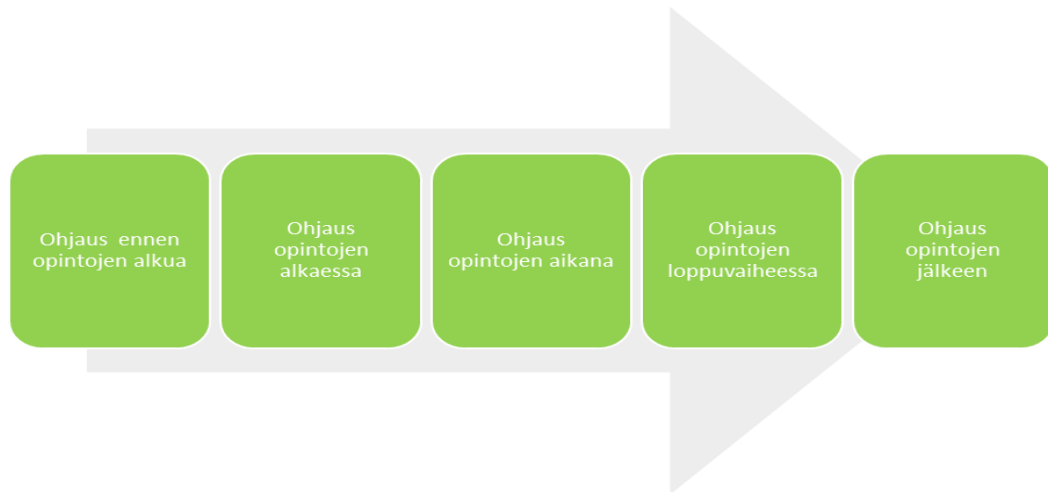 Ohjaus ennen
opintojen alkua
Ohjaus
opintojen
alkaessa
Ohjaus
opintojen aikana
Ohjaus
opintojen
loppuvaiheessa
Ohjaus
opintojen
jälkeen